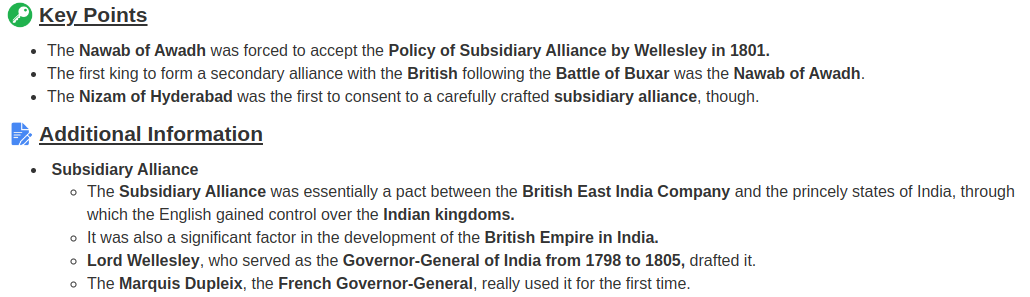 Key Points
The Nawab of Awadh was forced to accept the Policy of Subsidiary Alliance by Wellesley in 1801.
The first king to form a secondary alliance with the British following the Battle of Buxar was the Nawab of Awadh.
The Nizam of Hyderabad was the first to consent to a carefully crafted subsidiary alliance, though.
Additional Information
Subsidiary Alliance
The Subsidiary Alliance was essentially a pact between the British East India Company and the princely states of India, through
which the English gained control over the Indian kingdoms.
It was also a significant factor in the development of the British Empire in India.
Lord Wellesley, who served as the Governor-General of India from 1798 to 1805, drafted it.
The Marquis Dupleix, the French Governor-General, really used it for the first time.